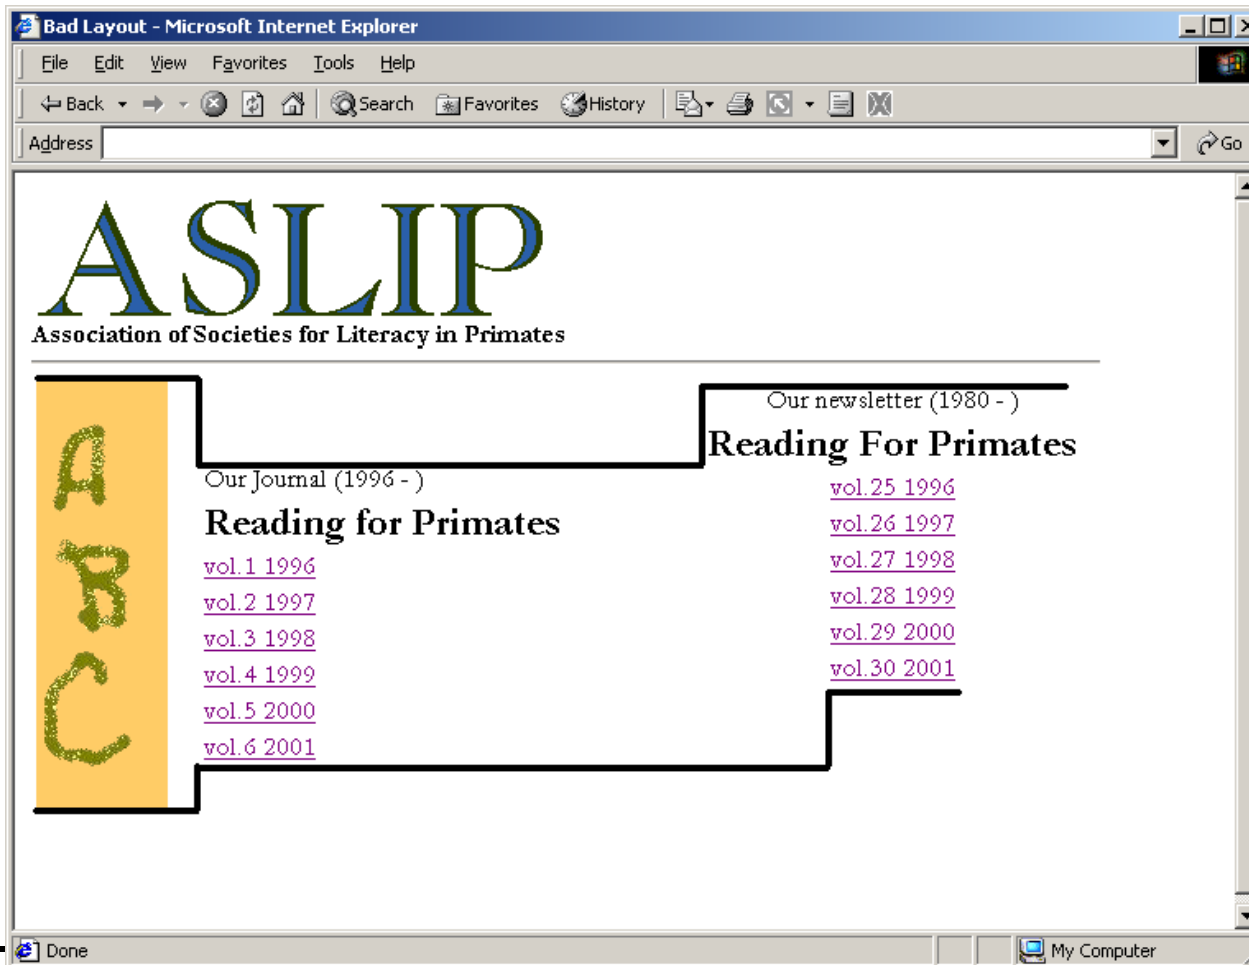 Bad Layout - Microsoft Internet Explorer
File Edit View Favorites Tools Help
Back Search Favorites History
Address Go
ASLIP
Association of Societies for Literacy in Primates
A
B
C
Our Journal (1996 - )
Reading for Primates
vol.1 1996
vol.2 1997
vol.3 1998
vol.4 1999
vol.5 2000
vol.6 2001
Our newsletter (1980 - )
Reading For Primates
vol.25 1996
vol.26 1997
vol.27 1998
vol.28 1999
vol.29 2000
vol.30 2001
Done My Computer